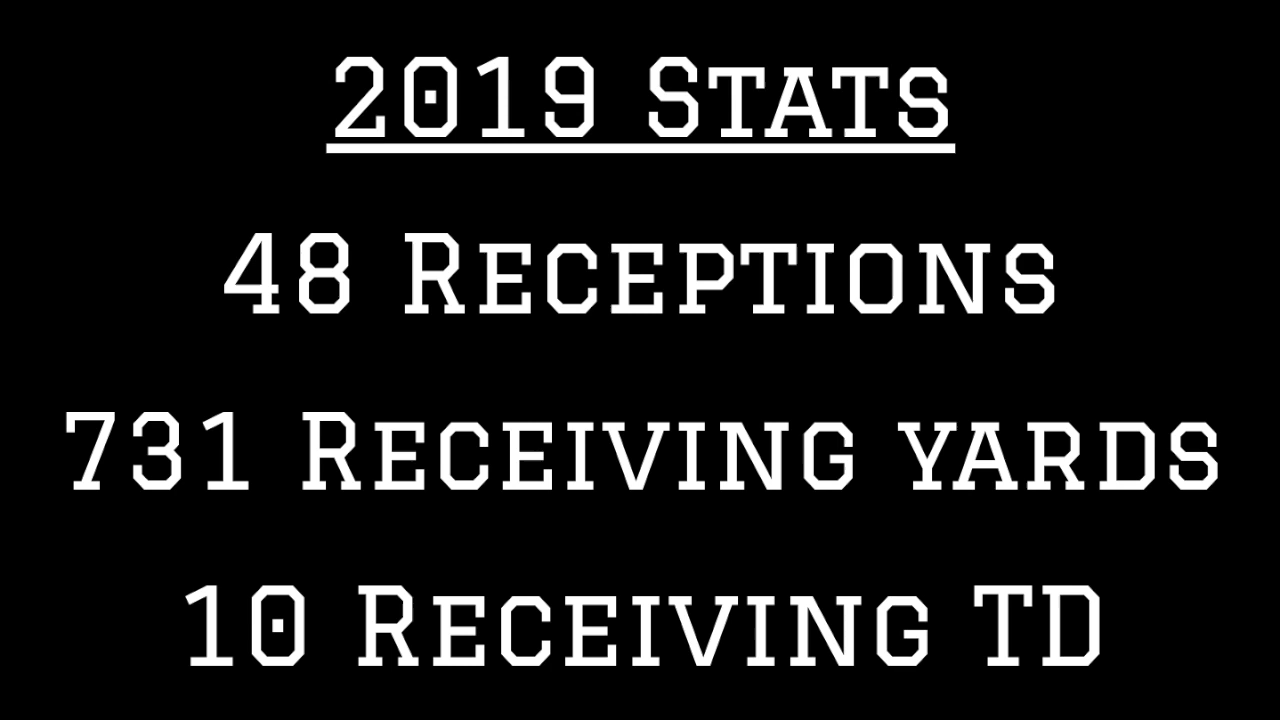 2019 Stats
48 Receptions
731 Receiving yards
10 Receiving TD